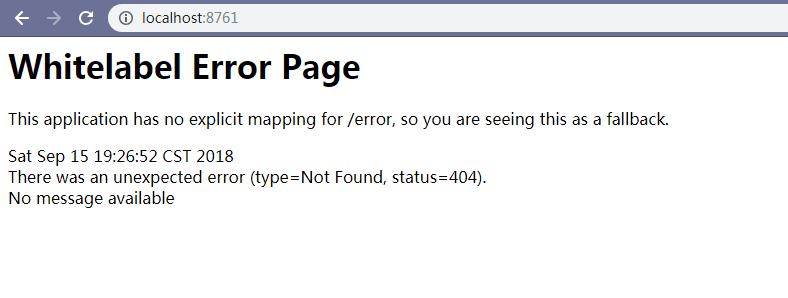 localhost:8761
Whitelabel Error Page
This application has no explicit mapping for /error, so you are seeing this as a fallback.
Sat Sep 15 19:26:52 CST 2018
There was an unexpected error (type=Not Found, status=404).
No message available